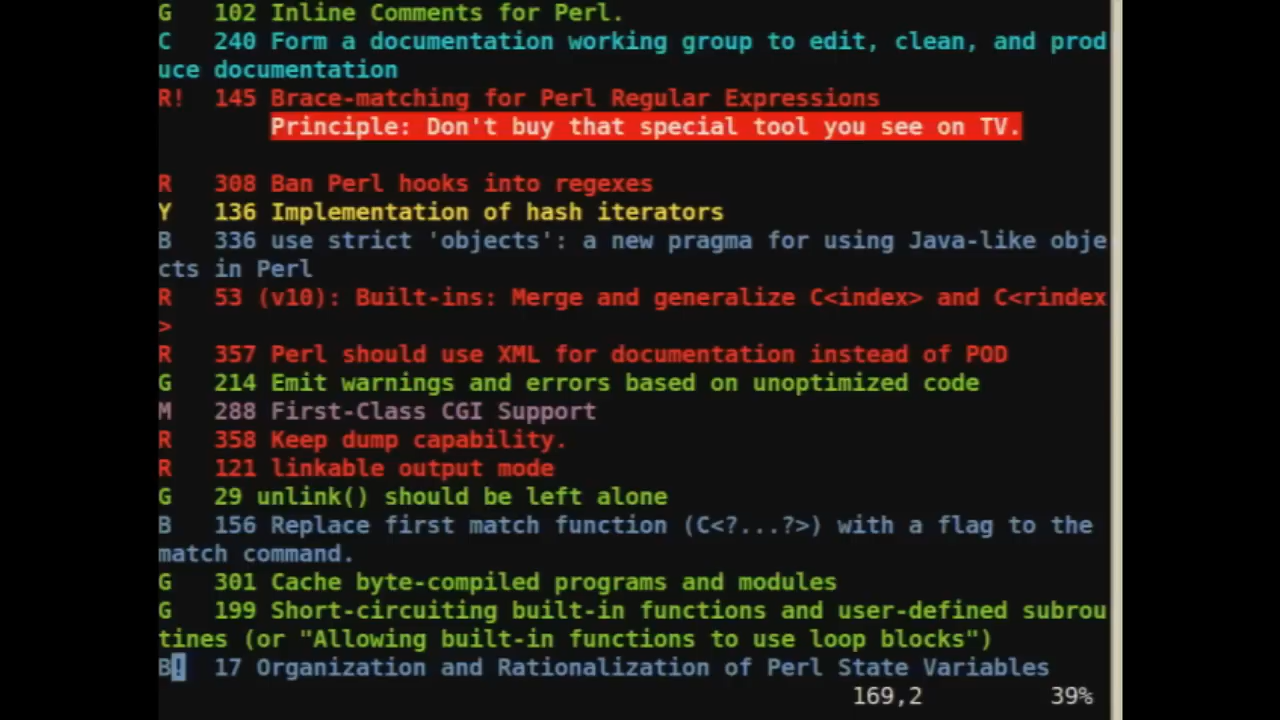 G   102 Inline Comments for Perl.
C   240 Form a documentation working group to edit, clean, and prod
uce documentation
R!  145 Brace-matching for Perl Regular Expressions
Principle: Don't buy that special tool you see on TV.
R   308 Ban Perl hooks into regexes
Y   136 Implementation of hash iterators
B   336 use strict 'objects': a new pragma for using Java-like obje
cts in Perl
R   53 (v10): Built-ins: Merge and generalize C<index> and C<rindex
>
R   357 Perl should use XML for documentation instead of POD
G   214 Emit warnings and errors based on unoptimized code
M   288 First-Class CGI Support
R   358 Keep dump capability.
R   121 linkable output mode
G   29 unlink() should be left alone
B   156 Replace first match function (C<?...?>) with a flag to the
match command.
G   301 Cache byte-compiled programs and modules
G   199 Short-circuiting built-in functions and user-defined subrou
tines (or "Allowing built-in functions to use loop blocks")
B!  17 Organization and Rationalization of Perl State Variables
169,2         39%